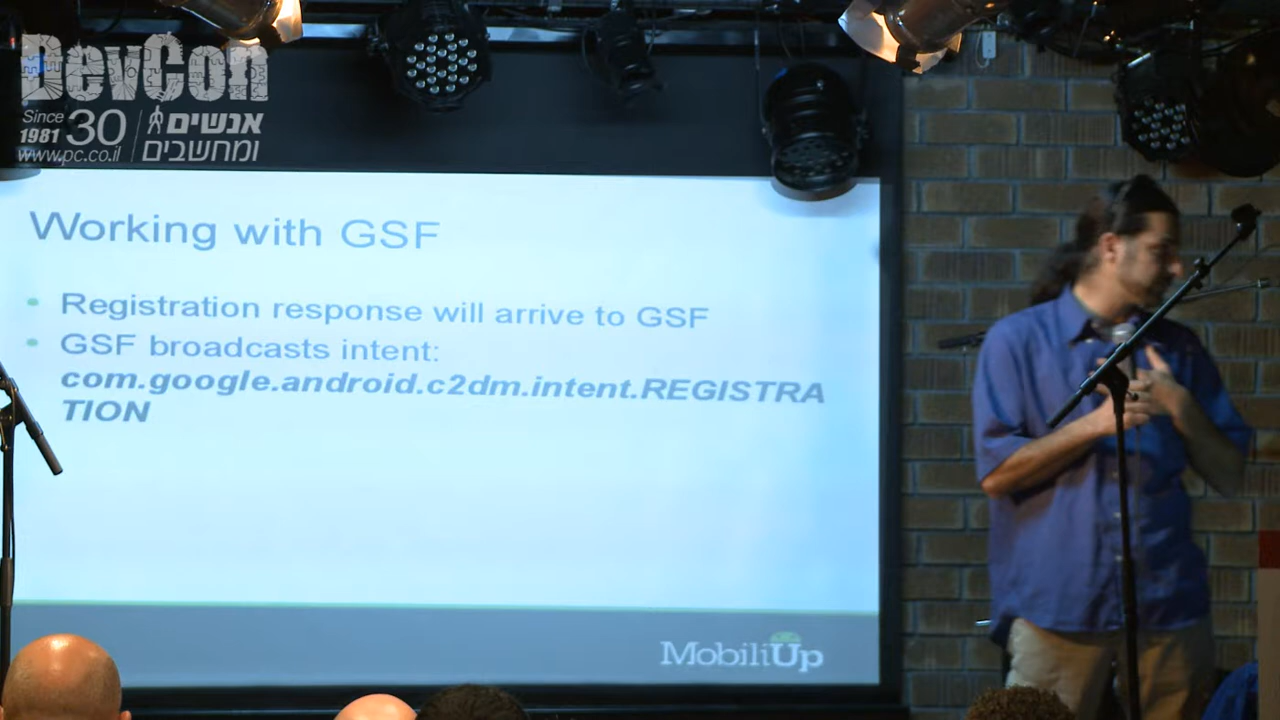 DevCon
Since 1981 30
www.pc.co.il
אנשים
ומחשבים
Working with GSF
Registration response will arrive to GSF
GSF broadcasts intent:
com.google.android.c2dm.intent.REGISTRA
TION
MobiliUp